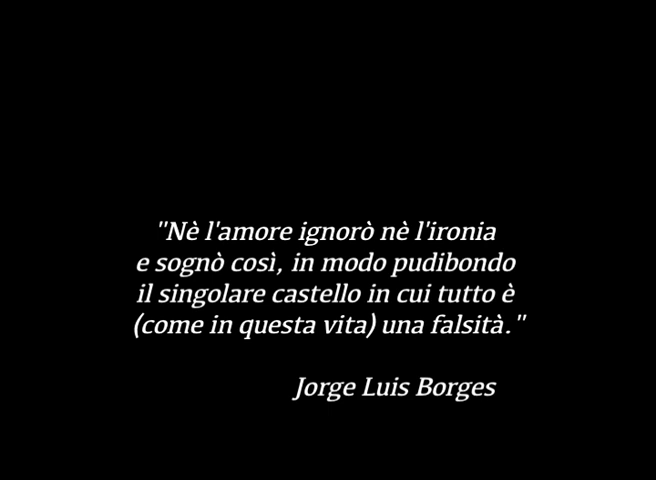 "Nè l'amore ignorò nè l'ironia
e sognò così, in modo pudibondo
il singolare castello in cui tutto è
(come in questa vita) una falsità."
Jorge Luis Borges